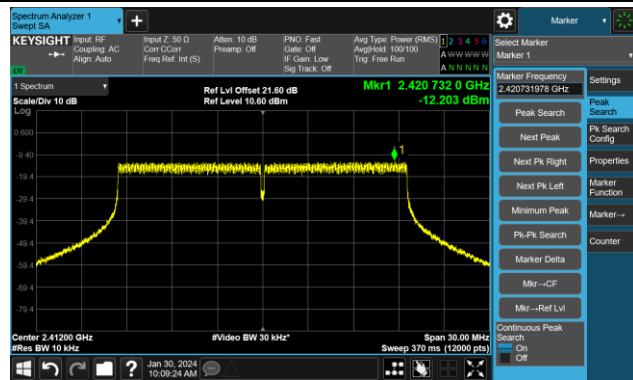 Spectrum Analyzer 1
Swept SA
Marker
KEYSIGHT
Input: RF
Coupling: AC
Align: Auto
Input Z: 50 Ω
Corr CCorr
Freq Ref: Int (S)
Atten: 10 dB
Preamp: Off
PNO: Fast
Gate: Off
IF Gain: Low
Sig Track: Off
Avg Type: Power (RMS)
Avg|Hold: 100/100
Trig: Free Run
1 2 3 4 5 6
A W W W W W
A N N N N N
LXI
Select Marker
Marker 1
1 Spectrum
Scale/Div 10 dB
Log
Ref Lvl Offset 21.60 dB
Ref Level 10.60 dBm
Mkr1 2.420 732 0 GHz
-12.203 dBm
0.600
-9.40
-19.4
-29.4
-39.4
-49.4
-59.4
-69.4
-79.4
1
Center 2.41200 GHz
#Res BW 10 kHz
#Video BW 30 kHz*
Span 30.00 MHz
Sweep 370 ms (12000 pts)
Marker Frequency
2.420731978 GHz
Peak Search
Next Peak
Next Pk Right
Next Pk Left
Minimum Peak
Pk-Pk Search
Marker Delta
Mkr→CF
Mkr→Ref Lvl
Continuous Peak
Search
On
Off
Settings
Peak
Search
Pk Search
Config
Properties
Marker
Function
Marker→
Counter
?
Jan 30, 2024
10:09:24 AM